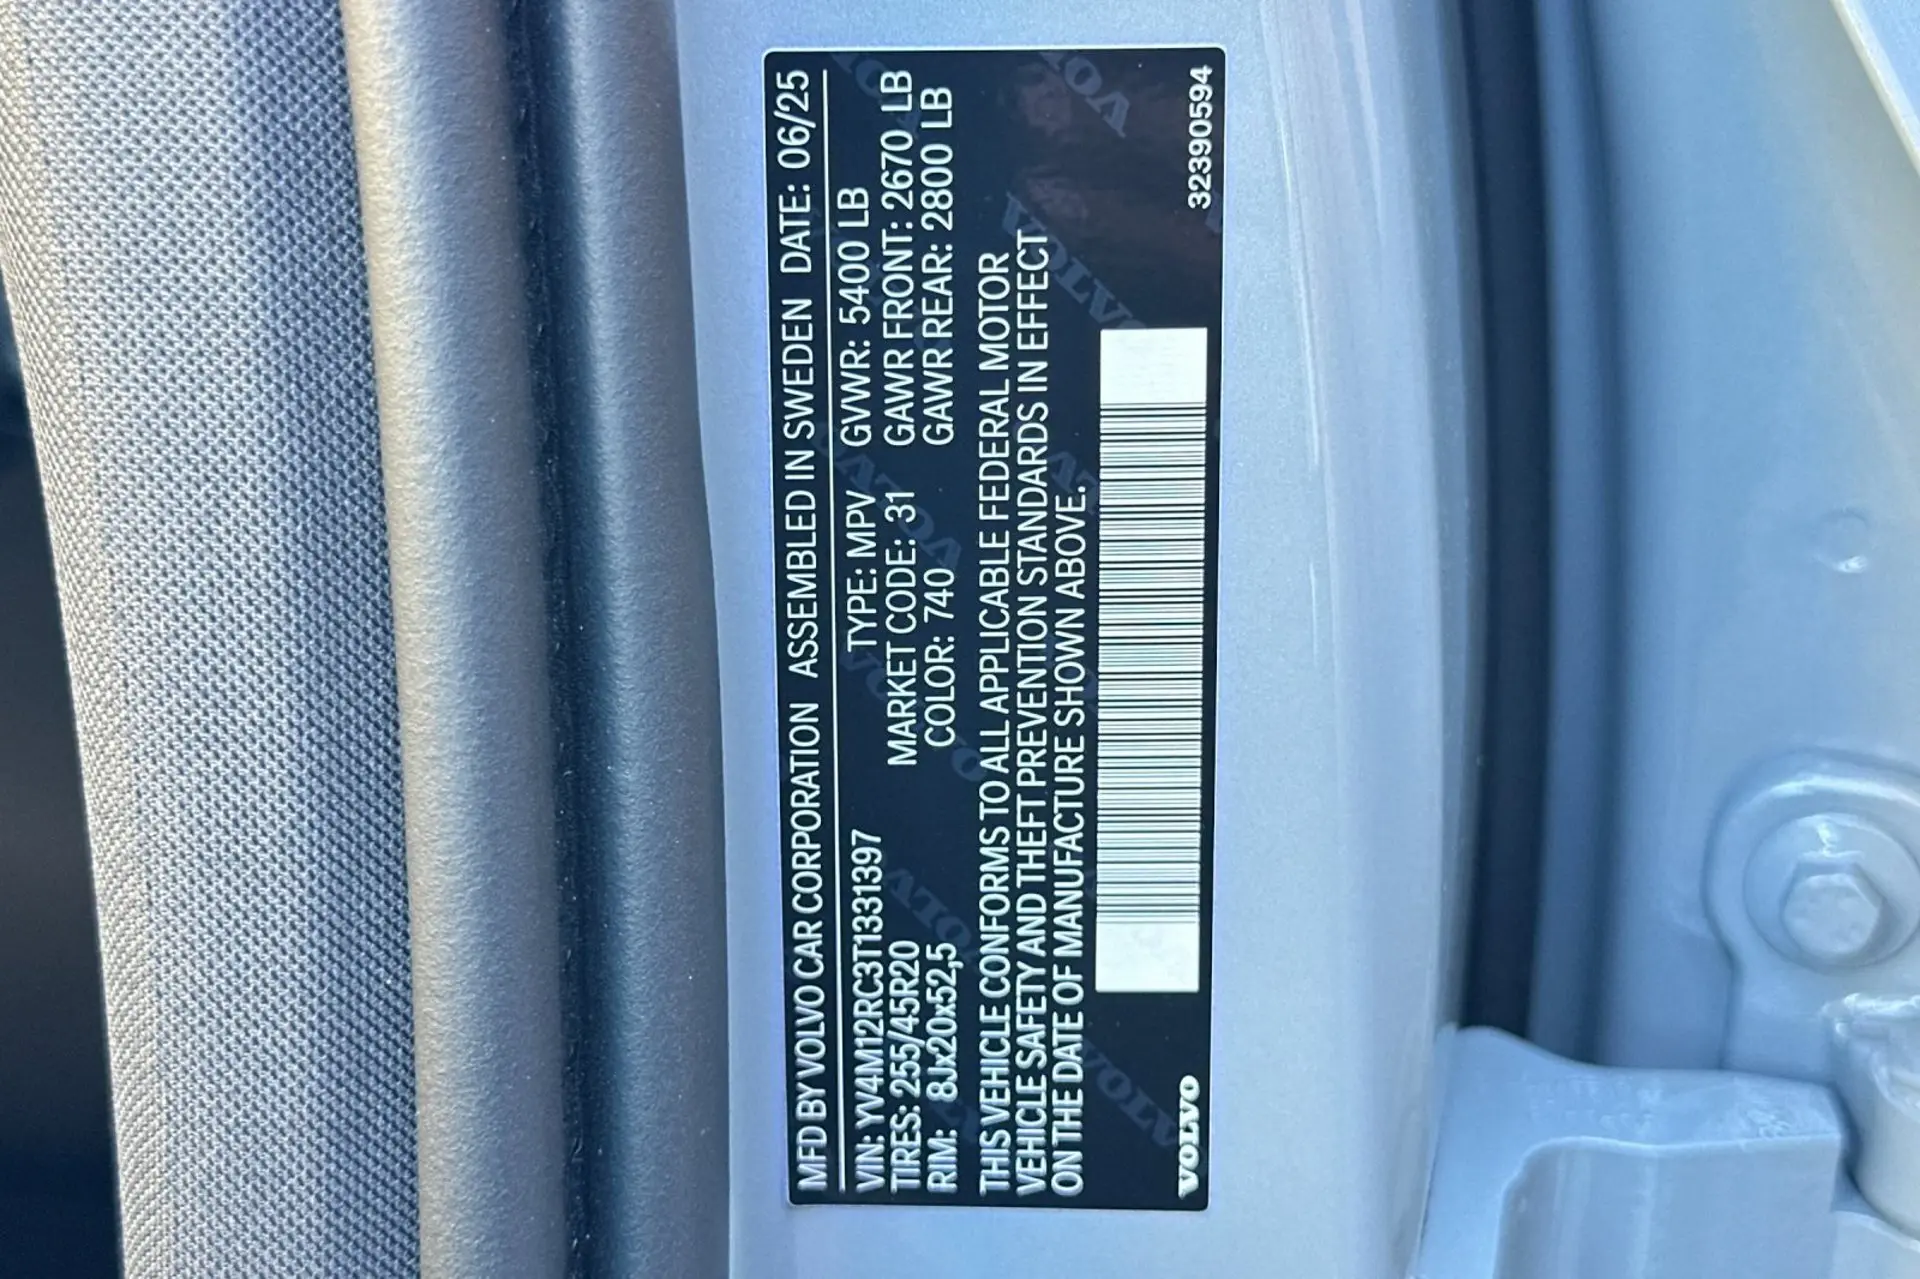 MFD BY VOLVO CAR CORPORATION ASSEMBLED IN SWEDEN DATE: 06/25
VIN: YV4M12RC3T1331397 TYPE: MPV GVWR: 5400 LB
TIRES: 255/45R20 MARKET CODE: 31 GAWR FRONT: 2670 LB
RIM: 8Jx20x52,5 COLOR: 740 GAWR REAR: 2800 LB
THIS VEHICLE CONFORMS TO ALL APPLICABLE FEDERAL MOTOR
VEHICLE SAFETY AND THEFT PREVENTION STANDARDS IN EFFECT
ON THE DATE OF MANUFACTURE SHOWN ABOVE.
VOLVO 32390594